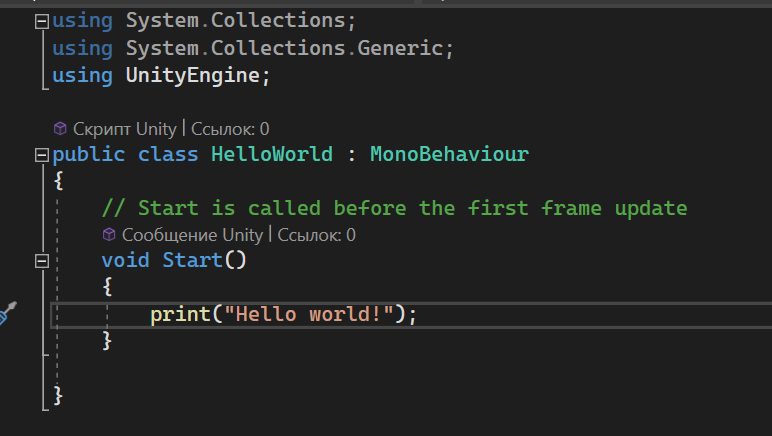 using System.Collections;
using System.Collections.Generic;
using UnityEngine;
Скрипт Unity | Ссылок: 0
public class HelloWorld : MonoBehaviour
{
// Start is called before the first frame update
Сообщение Unity | Ссылок: 0
void Start()
{
print("Hello world!");
}
}